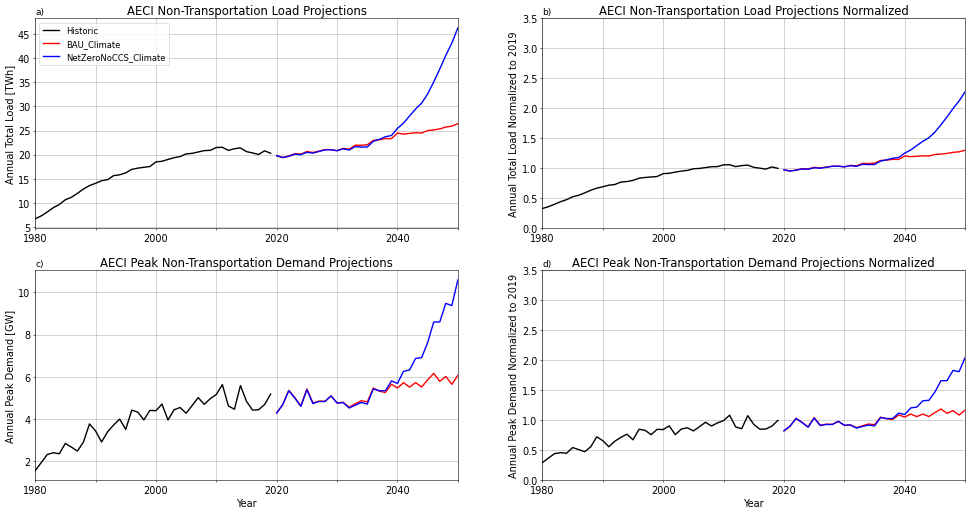 a)
AECI Non-Transportation Load Projections
Annual Total Load [TWh]
45
40
35
30
25
20
15
10
5
Historic
BAU_Climate
NetZeroNoCCS_Climate
1980
2000
2020
2040
b)
AECI Non-Transportation Load Projections Normalized
Annual Total Load Normalized to 2019
3.5
3.0
2.5
2.0
1.5
1.0
0.5
0.0
1980
2000
2020
2040
c)
AECI Peak Non-Transportation Demand Projections
Annual Peak Demand [GW]
10
8
6
4
2
1980
2000
2020
2040
Year
d)
AECI Peak Non-Transportation Demand Projections Normalized
Annual Peak Demand Normalized to 2019
3.5
3.0
2.5
2.0
1.5
1.0
0.5
0.0
1980
2000
2020
2040
Year